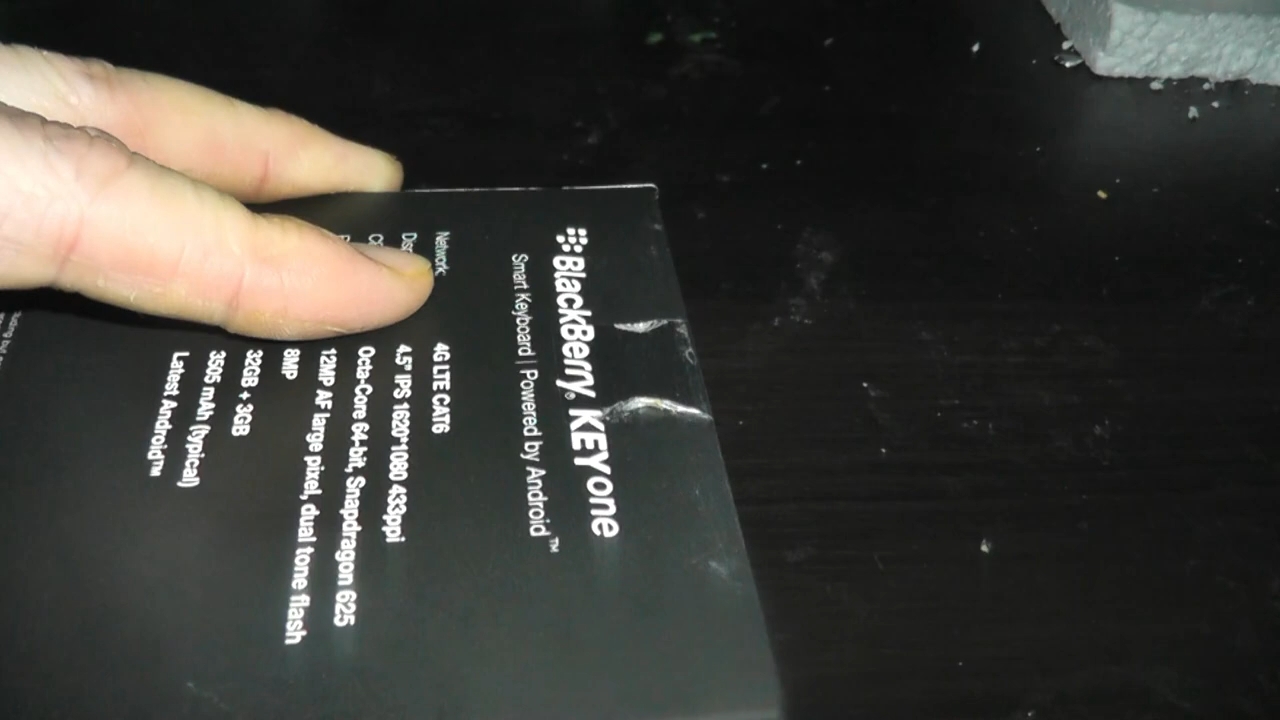 BlackBerry® KEYone
Smart Keyboard | Powered by Android™
Network: 4G LTE CAT6
4.5" IPS 1620*1080 433ppi
Octa-Core 64-bit, Snapdragon 625
12MP AF large pixel, dual tone flash
8MP
32GB + 3GB
3505 mAh (typical)
Latest Android™